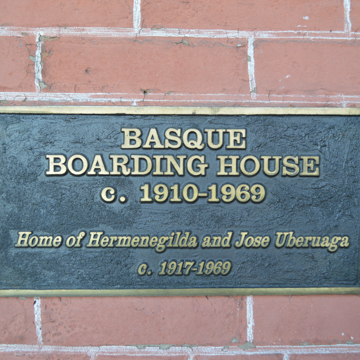 BASQUE
BOARDING HOUSE
c. 1910-1969
Home of Hermenegilda and Jose Uberuaga
c. 1917-1969